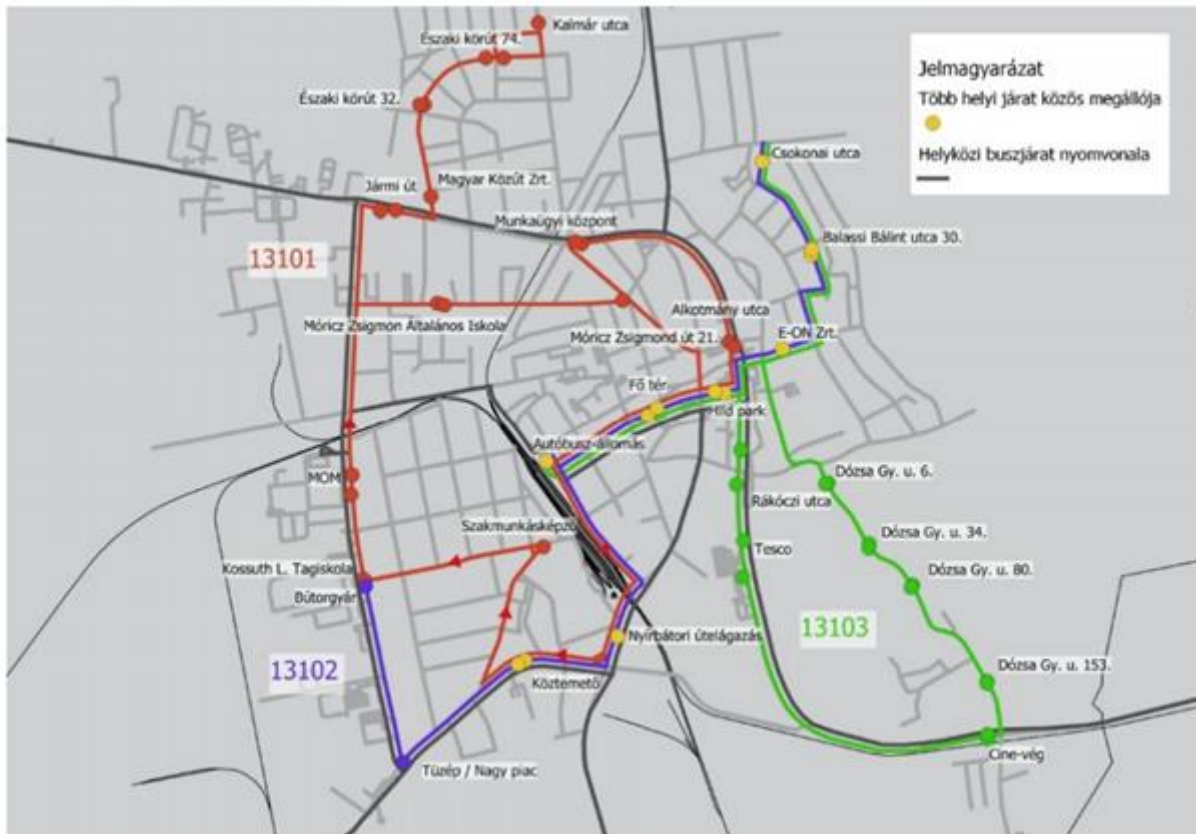 Kalmár utca
Északi körút 74.
Északi körút 32.
Jelmagyarázat
Több helyi járat közös megállója
Helyközi buszjárat nyomvonala
Csokonai utca
Jármi út
Magyar Közút Zrt.
Munkaügyi központ
Balassi Bálint utca 30.
13101
Alkotmány utca
Móricz Zsigmon Általános Iskola
Móricz Zsigmond út 21.
E-ON Zrt.
Fő tér
Hild park
Autóbusz-állomás
MOM
Dózsa Gy. u. 6.
Rákóczi utca
Szakmunkásképző
Dózsa Gy. u. 34.
Tesco
Kossuth L. Tagiskola
Bútorgyár
Dózsa Gy. u. 80.
13103
Nyírbátori útelágazás
13102
Köztemető
Dózsa Gy. u. 153.
Cine-vég
Tüzép / Nagy piac